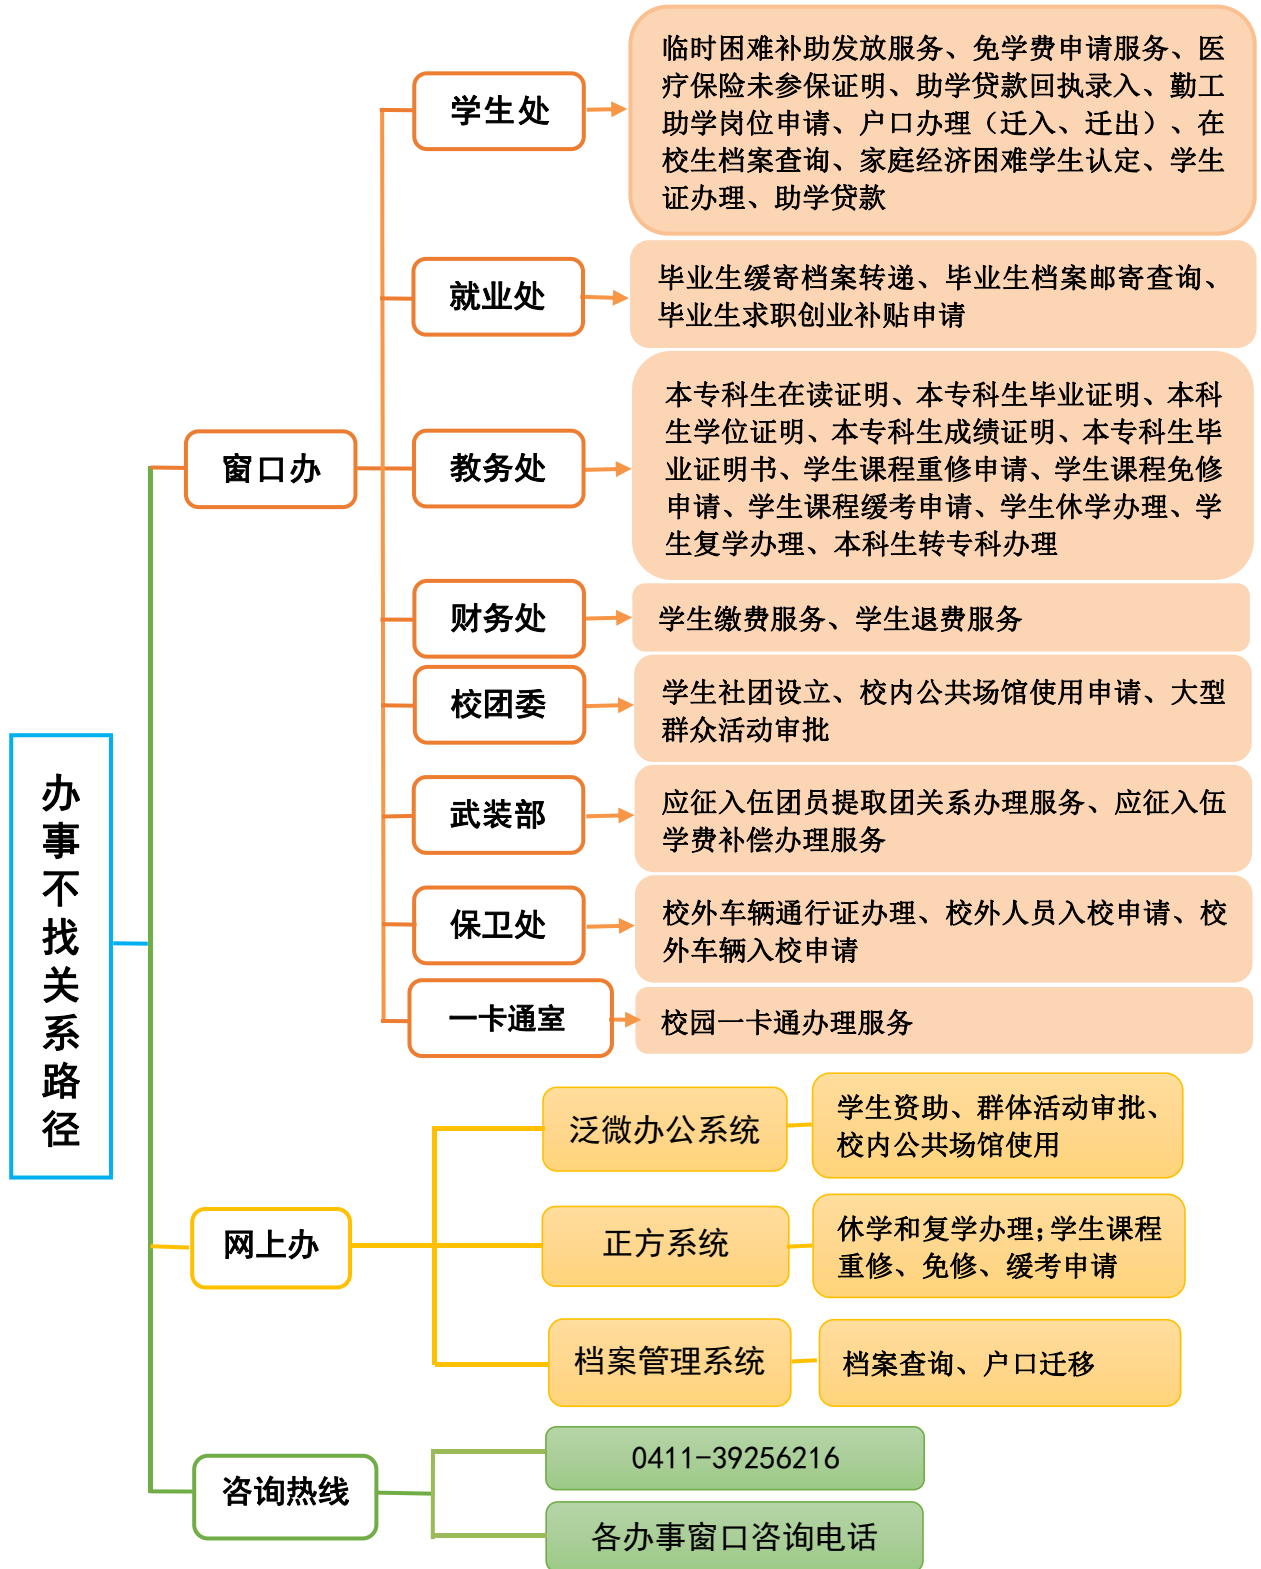 办事不找关系路径
窗口办
学生处
临时困难补助发放服务、免学费申请服务、医
疗保险未参保证明、助学贷款回执录入、勤工
助学岗位申请、户口办理（迁入、迁出）、在
校生档案查询、家庭经济困难学生认定、学生
证办理、助学贷款
就业处
毕业生缓寄档案转递、毕业生档案邮寄查询、
毕业生求职创业补贴申请
教务处
本专科生在读证明、本专科生毕业证明、本科
生学位证明、本专科生成绩证明、本专科生毕
业证明书、学生课程重修申请、学生课程免修
申请、学生课程缓考申请、学生休学办理、学
生复学办理、本科生转专科办理
财务处
学生缴费服务、学生退费服务
校团委
学生社团设立、校内公共场馆使用申请、大型
群众活动审批
武装部
应征入伍团员提取团关系办理服务、应征入伍
学费补偿办理服务
保卫处
校外车辆通行证办理、校外人员入校申请、校
外车辆入校申请
一卡通室
校园一卡通办理服务
网上办
泛微办公系统
学生资助、群体活动审批、
校内公共场馆使用
正方系统
休学和复学办理；学生课程
重修、免修、缓考申请
档案管理系统
档案查询、户口迁移
咨询热线
0411-39256216
各办事窗口咨询电话